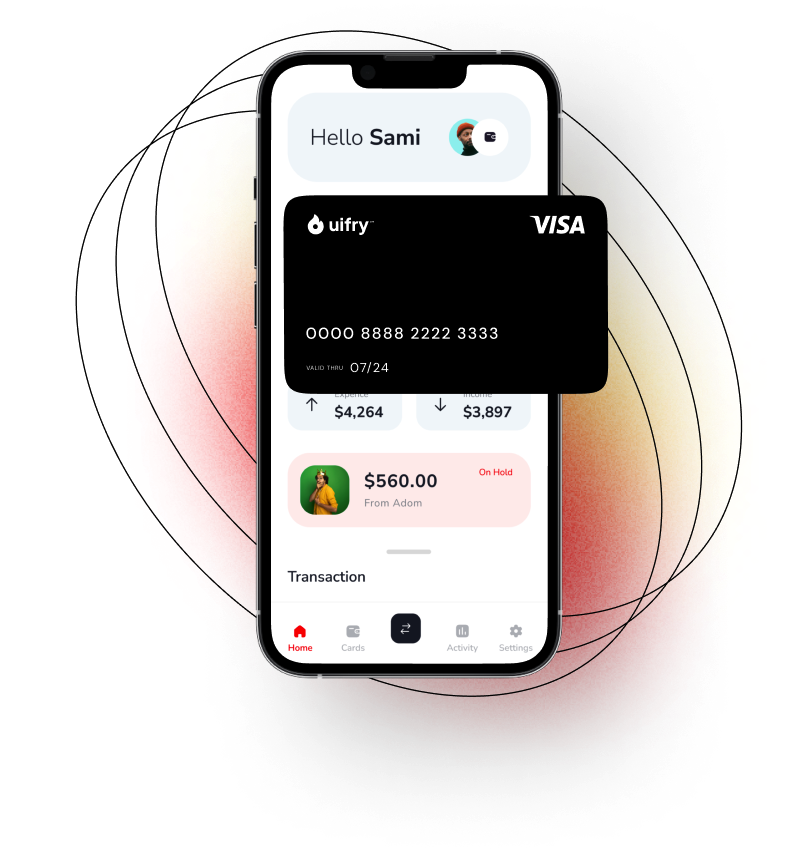 Hello Sami
uifry™
VISA
0000 8888 2222 3333
VALID THRU 07/24
Expence
$4,264
Income
$3,897
$560.00
On Hold
From Adom
Transaction
Home
Cards
Activity
Settings